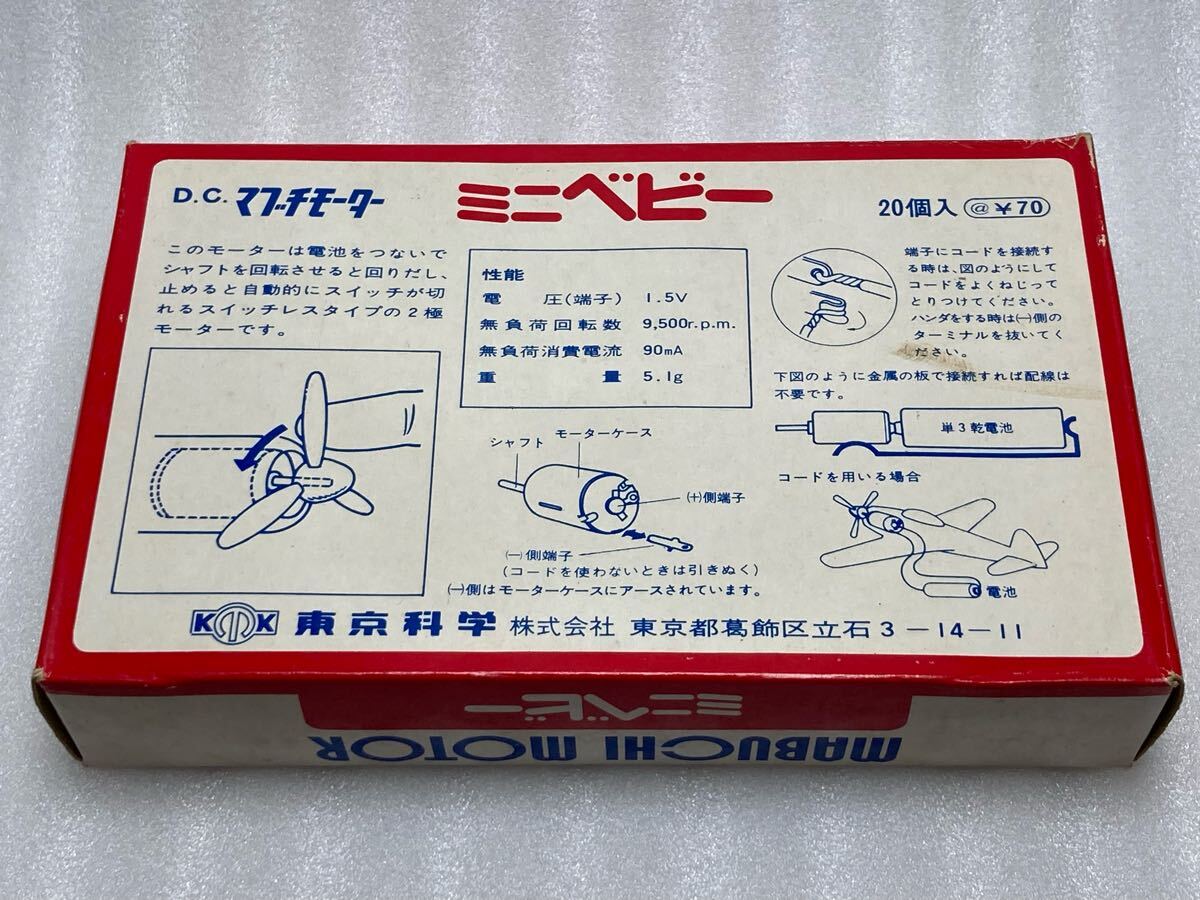 D.C. マブチモーター ミニベビー 20個入 @¥70
このモーターは電池をつないで
シャフトを回転させると回りだし、
止めると自動的にスイッチが切
れるスイッチレスタイプの2極
モーターです。
性能
電圧(端子) 1.5V
無負荷回転数 9,500r.p.m.
無負荷消費電流 90mA
重量 5.1g
端子にコードを接続す
る時は、図のようにして
コードをよくねじって
とりつけてください。
ハンダをする時は(一)側の
ターミナルを抜いてく
ださい。
下図のように金属の板で接続すれば配線は
不要です。
単3乾電池
シャフト
モーターケース
(+)側端子
(一)側端子
(コードを使わないときは引きぬく)
(一)側はモーターケースにアースされています。
コードを用いる場合
電池
KTK 東京科学 株式会社 東京都葛飾区立石3-14-11
ミニベビー
MABUCHI MOTOR